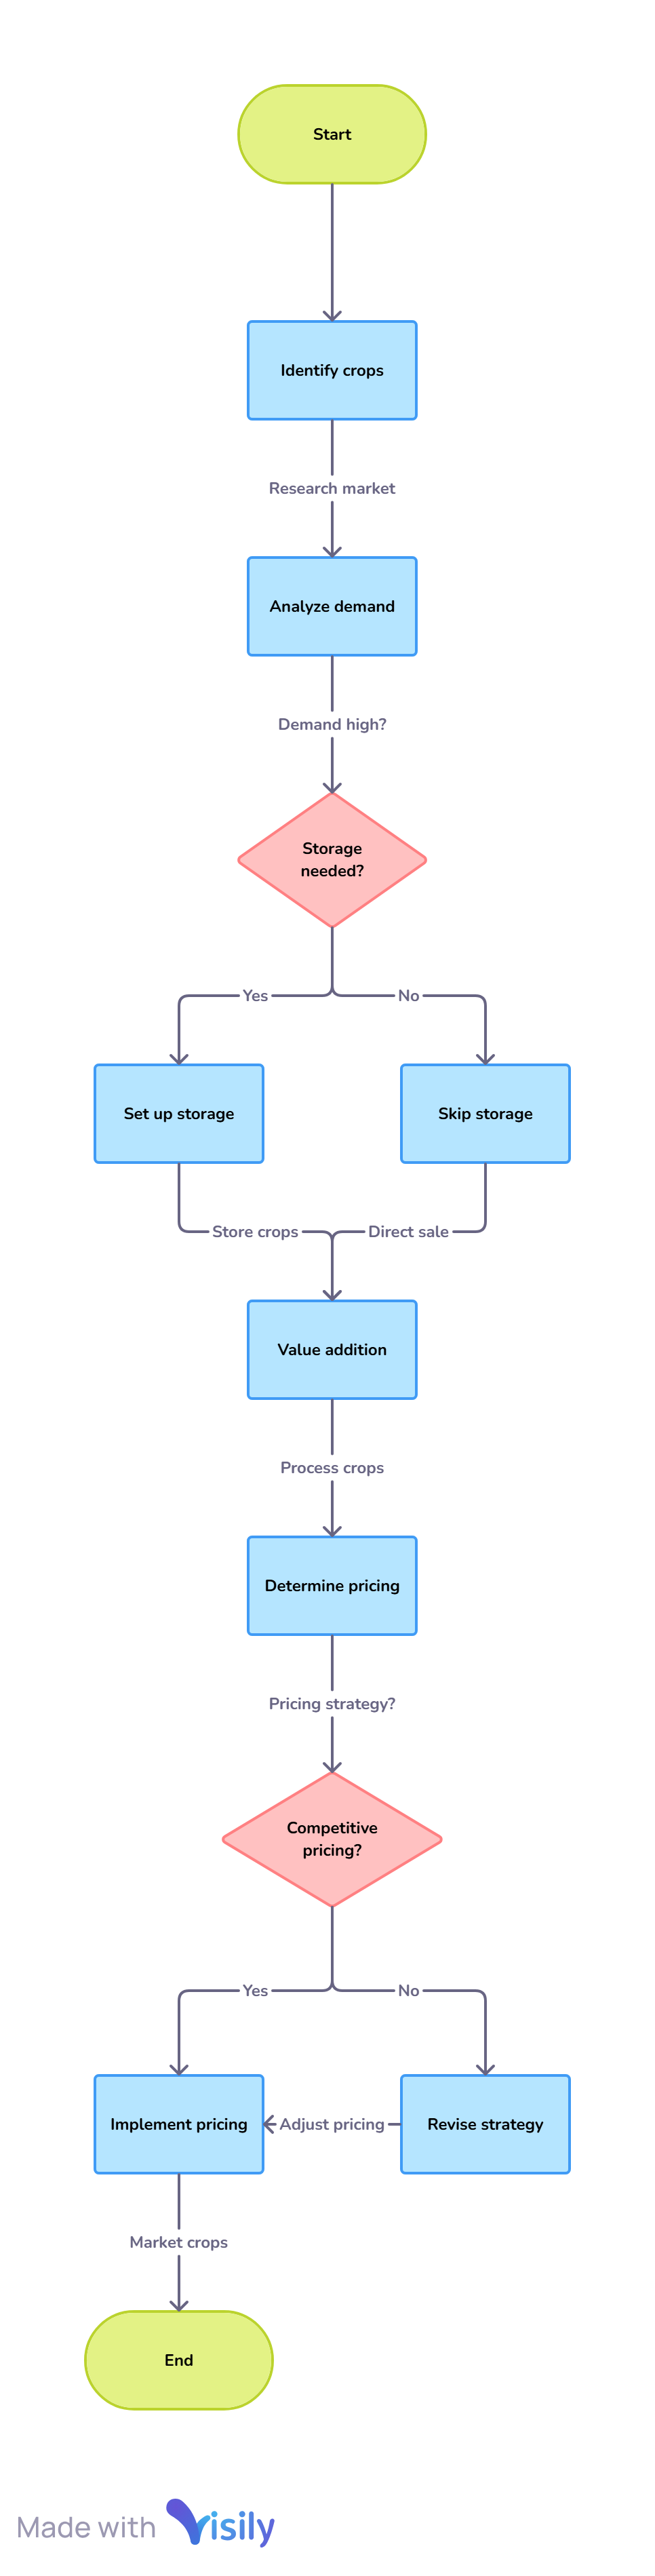 Start
Identify crops
Research market
Analyze demand
Demand high?
Storage
needed?
Yes
No
Set up storage
Skip storage
Store crops
Direct sale
Value addition
Process crops
Determine pricing
Pricing strategy?
Competitive
pricing?
Yes
No
Implement pricing
Adjust pricing
Revise strategy
Market crops
End
Made with Visily